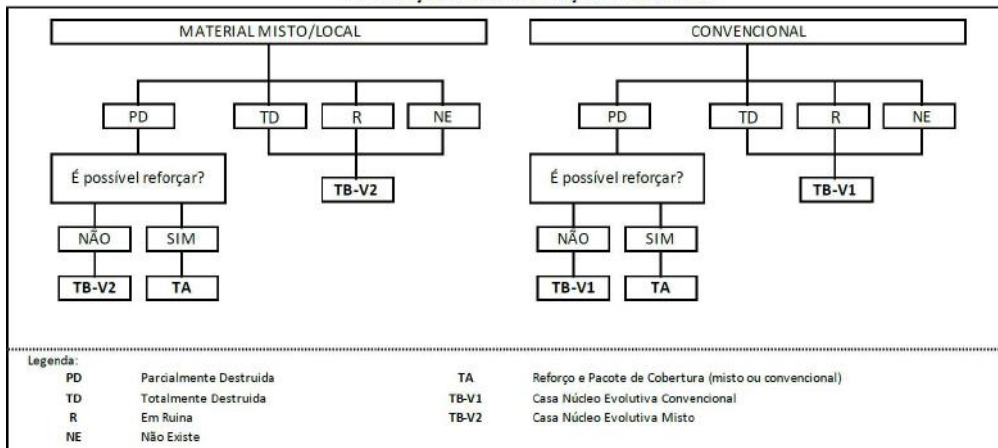 MATERIAL MISTO/LOCAL
CONVENCIONAL
PD
TD
R
NE
PD
TD
R
NE
É possível reforçar?
TB-V2
É possível reforçar?
TB-V1
NÃO
SIM
NÃO
SIM
TB-V2
TA
TB-V1
TA
Legenda:
PD Parcialmente Destruida TA Reforço e Pacote de Cobertura (misto ou convencional)
TD Totalmente Destruida TB-V1 Casa Núcleo Evolutiva Convencional
R Em Ruina TB-V2 Casa Núcleo Evolutiva Misto
NE Não Existe